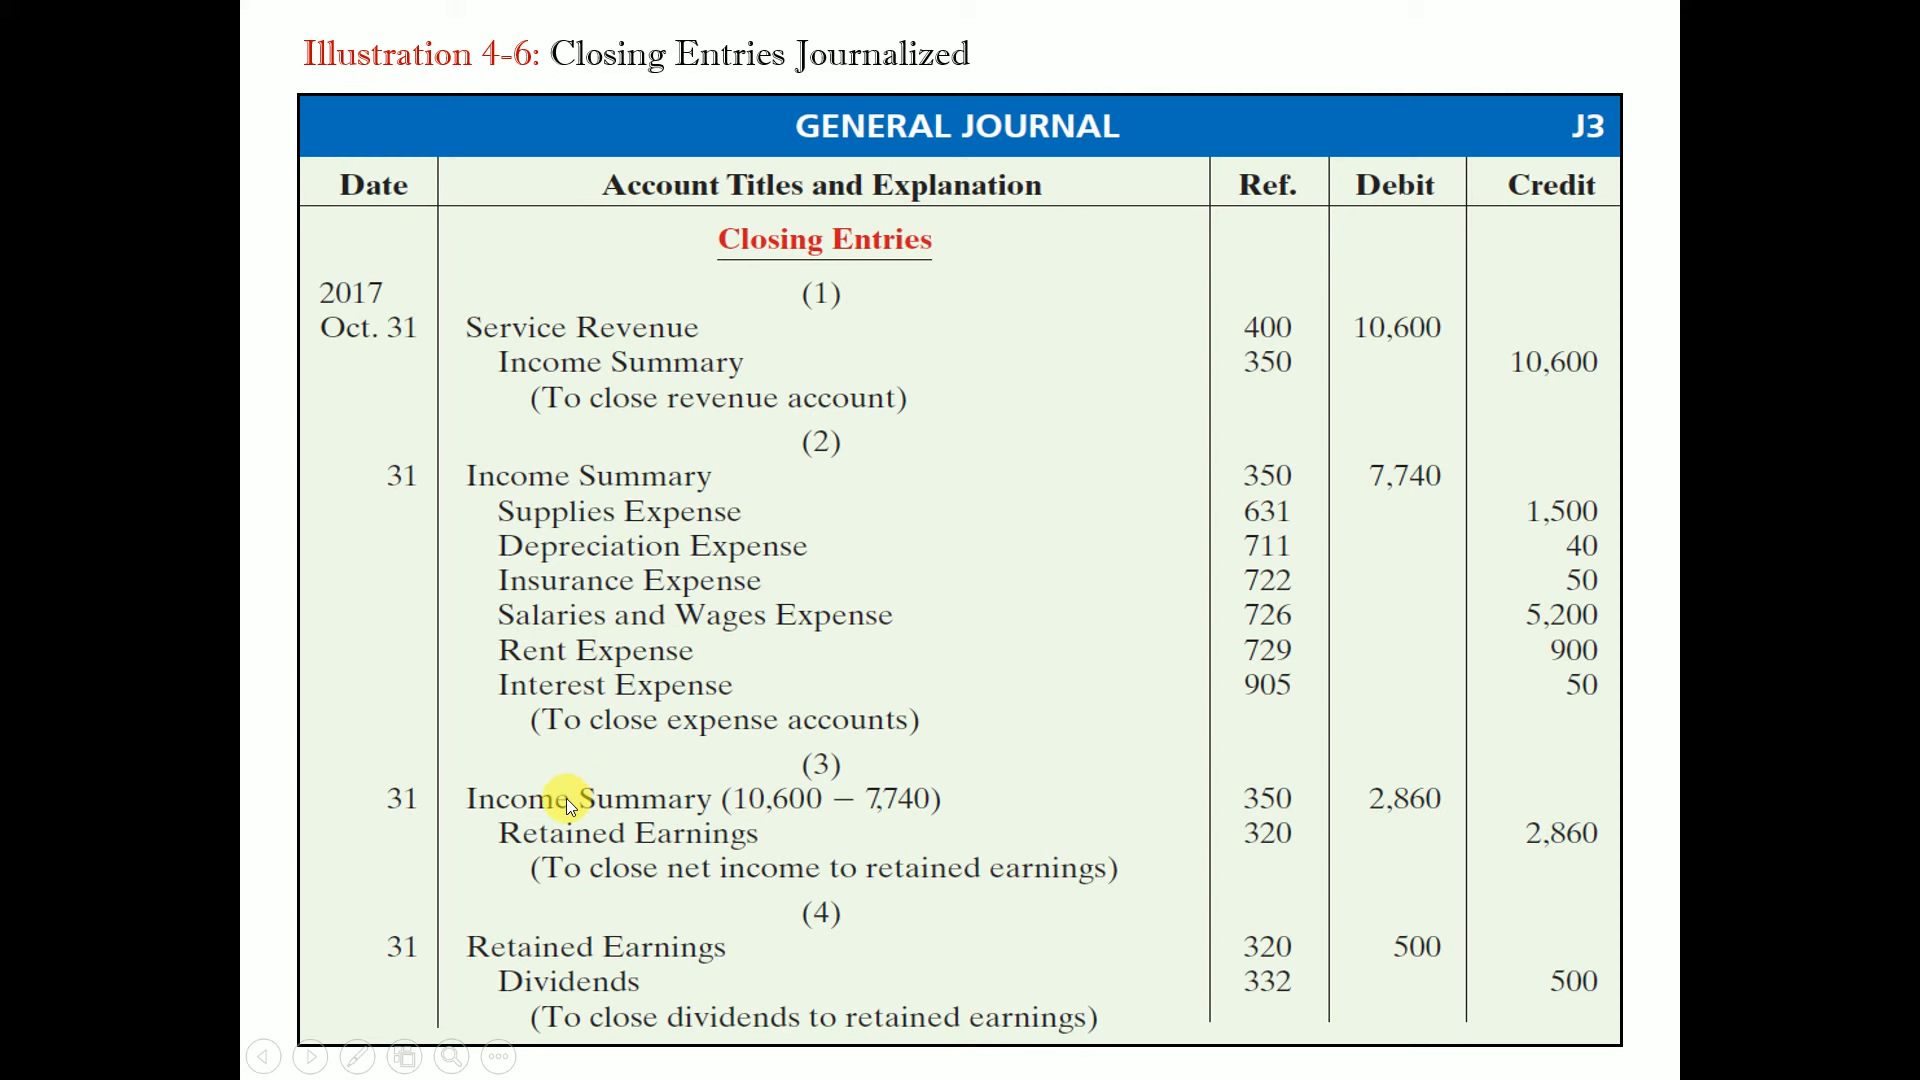 Illustration 4-6: Closing Entries Journalized
GENERAL JOURNAL J3
Date Account Titles and Explanation Ref. Debit Credit
Closing Entries
2017 (1)
Oct. 31 Service Revenue 400 10,600
Income Summary 350 10,600
(To close revenue account)
(2)
31 Income Summary 350 7,740
Supplies Expense 631 1,500
Depreciation Expense 711 40
Insurance Expense 722 50
Salaries and Wages Expense 726 5,200
Rent Expense 729 900
Interest Expense 905 50
(To close expense accounts)
(3)
31 Income Summary (10,600 − 7,740) 350 2,860
Retained Earnings 320 2,860
(To close net income to retained earnings)
(4)
31 Retained Earnings 320 500
Dividends 332 500
(To close dividends to retained earnings)